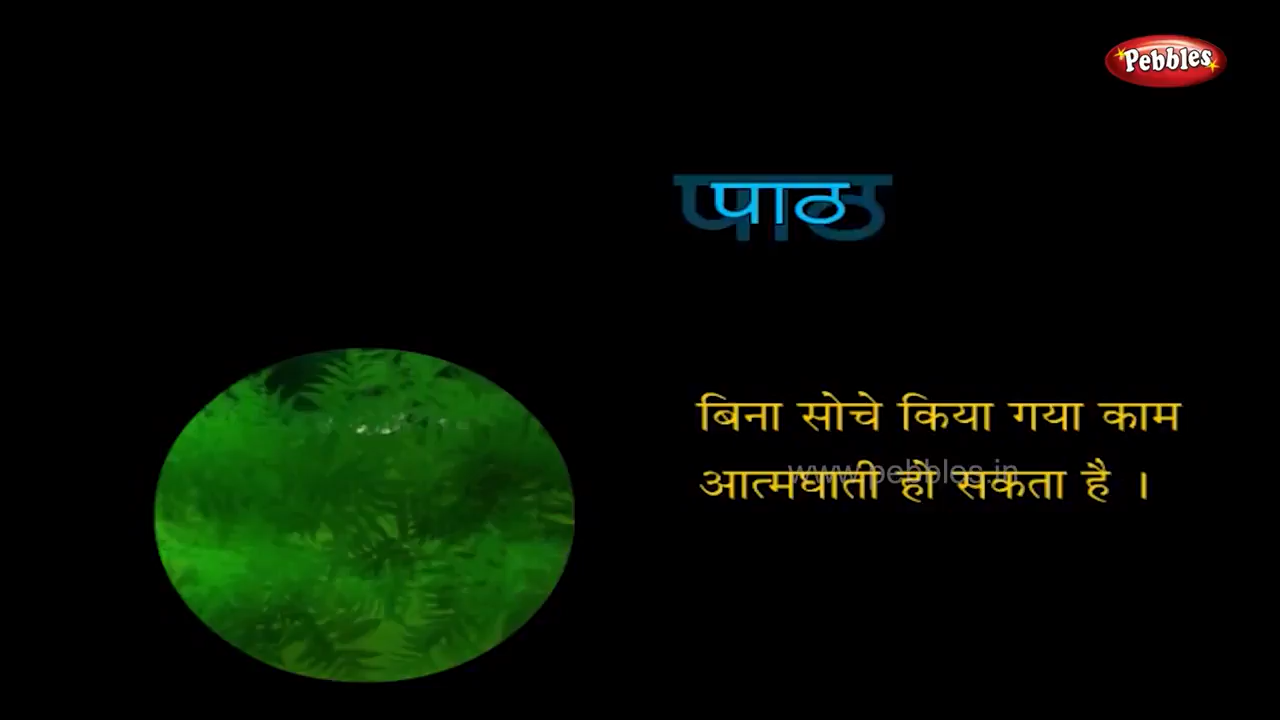 Pebbles
पाठ
बिना सोचे किया गया काम
आत्मघाती हो सकता है ।
www.pebbles.in